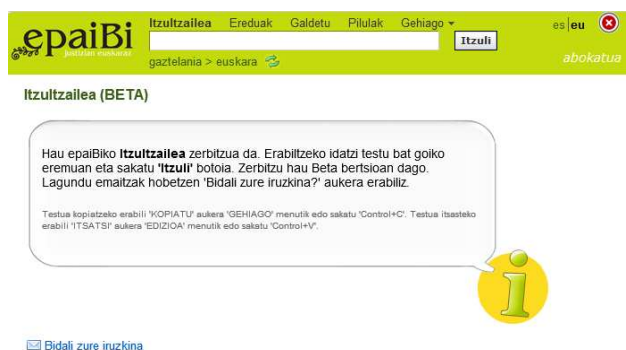 epaiBi
justizian euskaraz
Itzultzailea Ereduak Galdetu Pilulak Gehiago
es|eu
Itzuli
gaztelania > euskara
abokatua
Itzultzailea (BETA)
Hau epaiBiko Itzultzailea zerbitzua da. Erabiltzeko idatzi testu bat goiko
eremuan eta sakatu 'Itzuli' botoia. Zerbitzu hau Beta bertsioan dago.
Lagundu emaitzak hobetzen 'Bidali zure iruzkina?' aukera erabiliz.
Testua kopiatzeko erabili 'KOPIATU' aukera 'GEHIAGO' menutik edo sakatu 'Control+C'. Testua itsasteko
erabili 'ITSATSI' aukera 'EDIZIOA' menutik edo sakatu 'Control+V'.
i
Bidali zure iruzkina